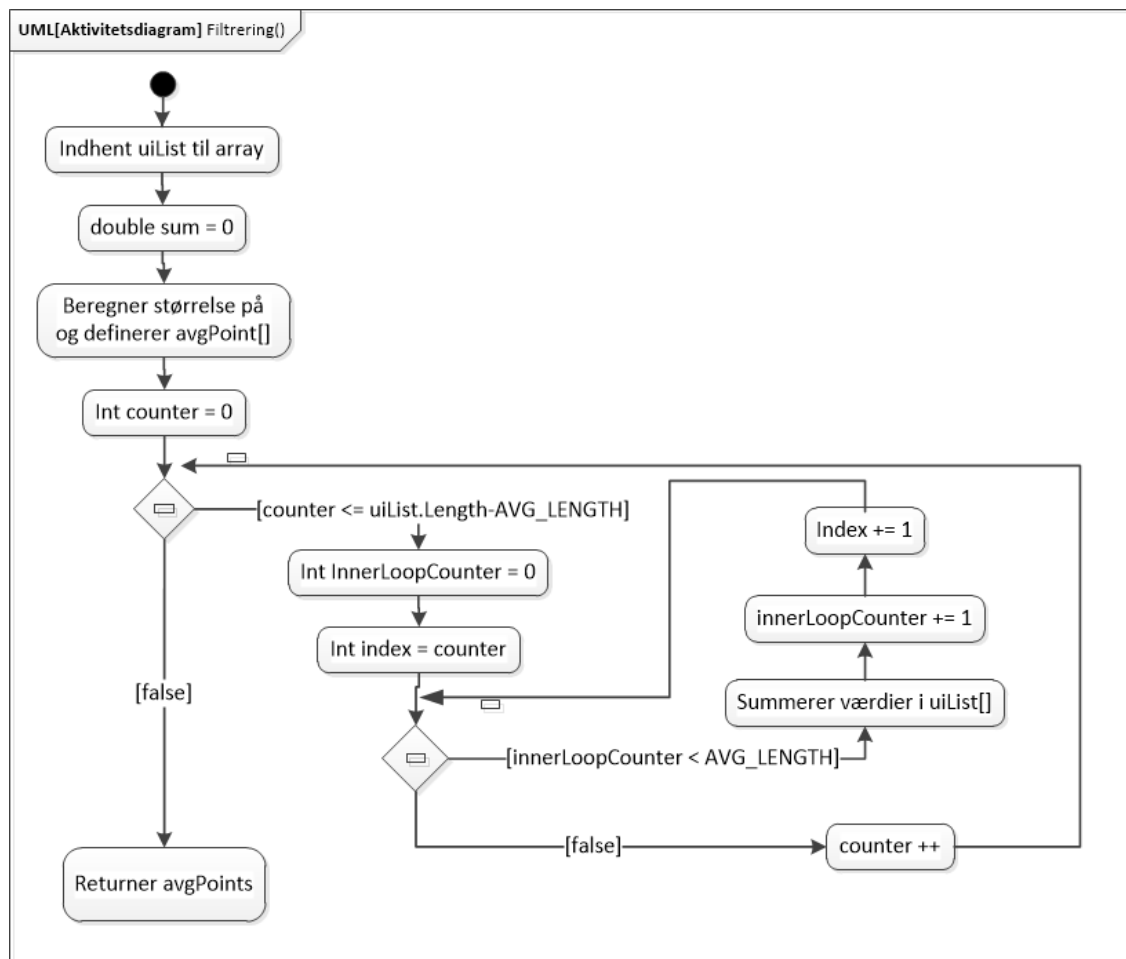 UML[Aktivitetsdiagram] Filtrering()
Indhent uiList til array
double sum = 0
Beregner størrelse på
og definerer avgPoint[]
Int counter = 0
[counter <= uiList.Length-AVG_LENGTH]
Int InnerLoopCounter = 0
Int index = counter
[innerLoopCounter < AVG_LENGTH]
Summerer værdier i uiList[]
innerLoopCounter += 1
Index += 1
[false]
counter ++
[false]
Returner avgPoints